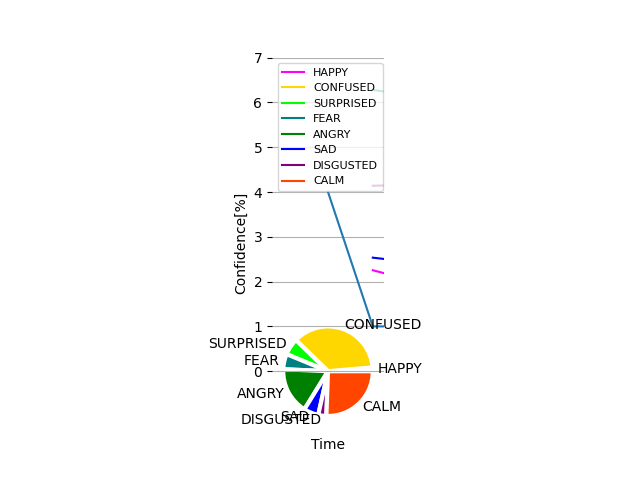 7
6
5
4
3
2
1
0
Confidence[%]
HAPPY
CONFUSED
SURPRISED
FEAR
ANGRY
SAD
DISGUSTED
CALM
CONFUSED
SURPRISED
FEAR
HAPPY
ANGRY
CALM
SAD
DISGUSTED
Time